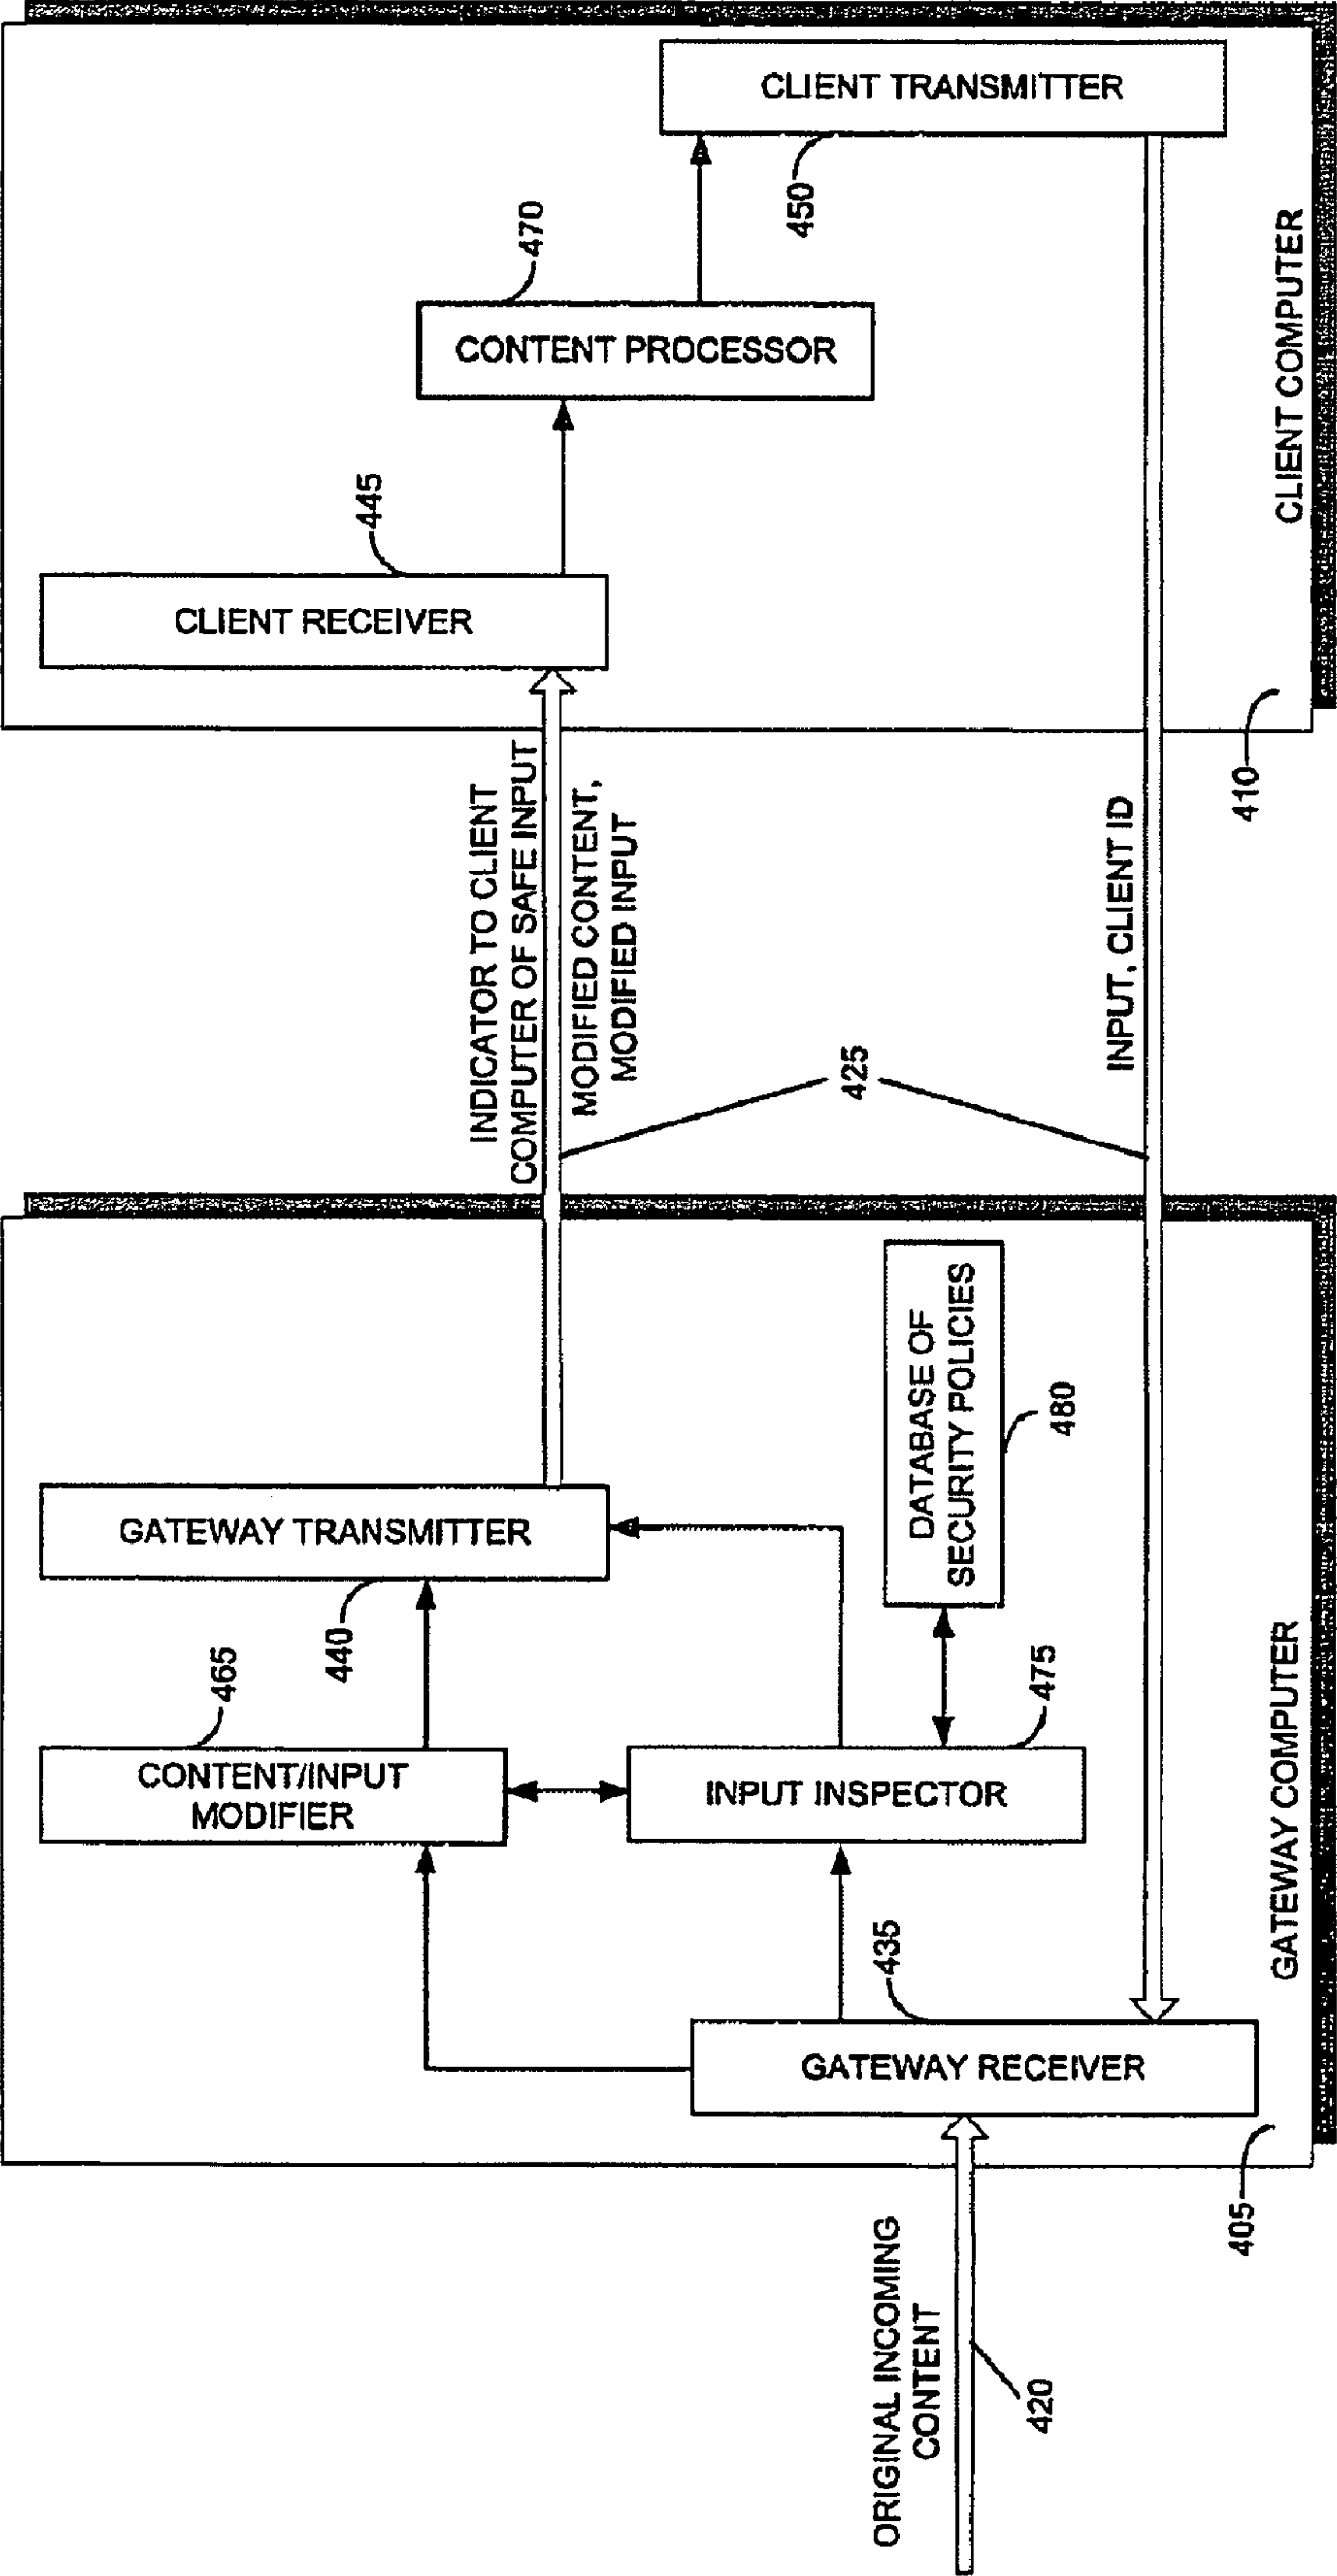 ORIGINAL INCOMING
CONTENT
420
405
GATEWAY COMPUTER
GATEWAY RECEIVER
435
CONTENT/INPUT
MODIFIER
465
INPUT INSPECTOR
475
GATEWAY TRANSMITTER
440
DATABASE OF
SECURITY POLICIES
480
INDICATOR TO CLIENT
COMPUTER OF SAFE INPUT
MODIFIED CONTENT,
MODIFIED INPUT
425
INPUT, CLIENT ID
410
CLIENT COMPUTER
CLIENT RECEIVER
445
CONTENT PROCESSOR
470
CLIENT TRANSMITTER
450